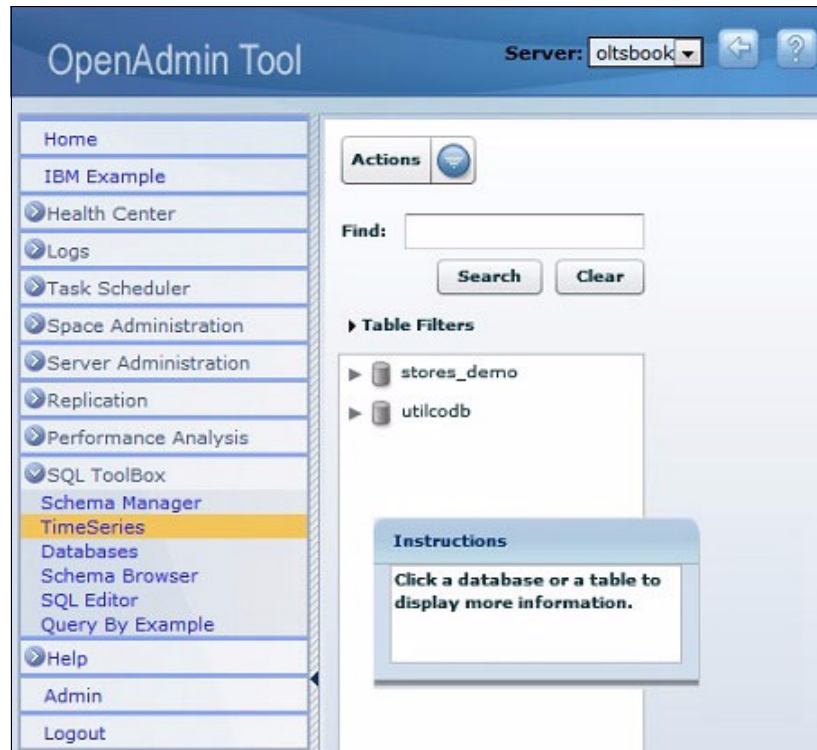 OpenAdmin Tool
Server: oltsbook
?
Home
IBM Example
Health Center
Logs
Task Scheduler
Space Administration
Server Administration
Replication
Performance Analysis
SQL ToolBox
Schema Manager
TimeSeries
Databases
Schema Browser
SQL Editor
Query By Example
Help
Admin
Logout
Actions
Find:
Search Clear
Table Filters
stores_demo
utilcodb
Instructions
Click a database or a table to
display more information.